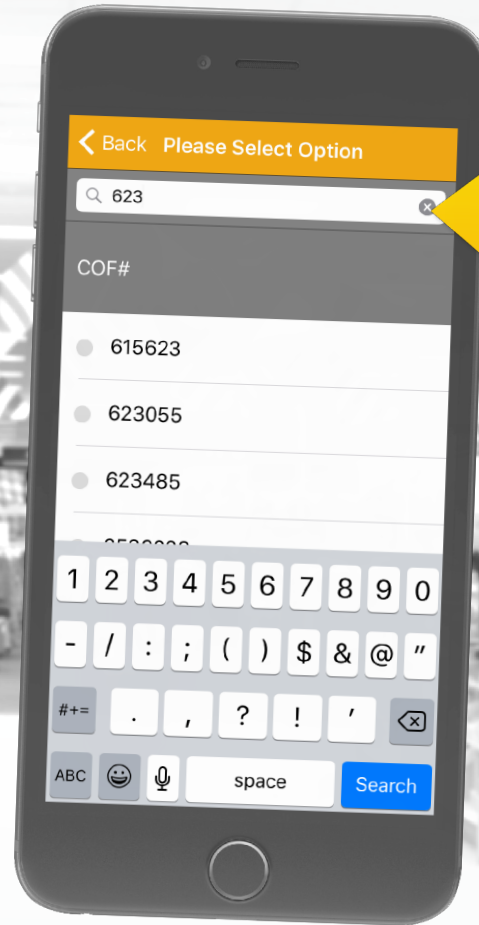 Back Please Select Option
623
COF#
615623
623055
623485
1 2 3 4 5 6 7 8 9 0
- / : ; ( ) $ & @ "
#+= . , ? ! '
ABC space Search